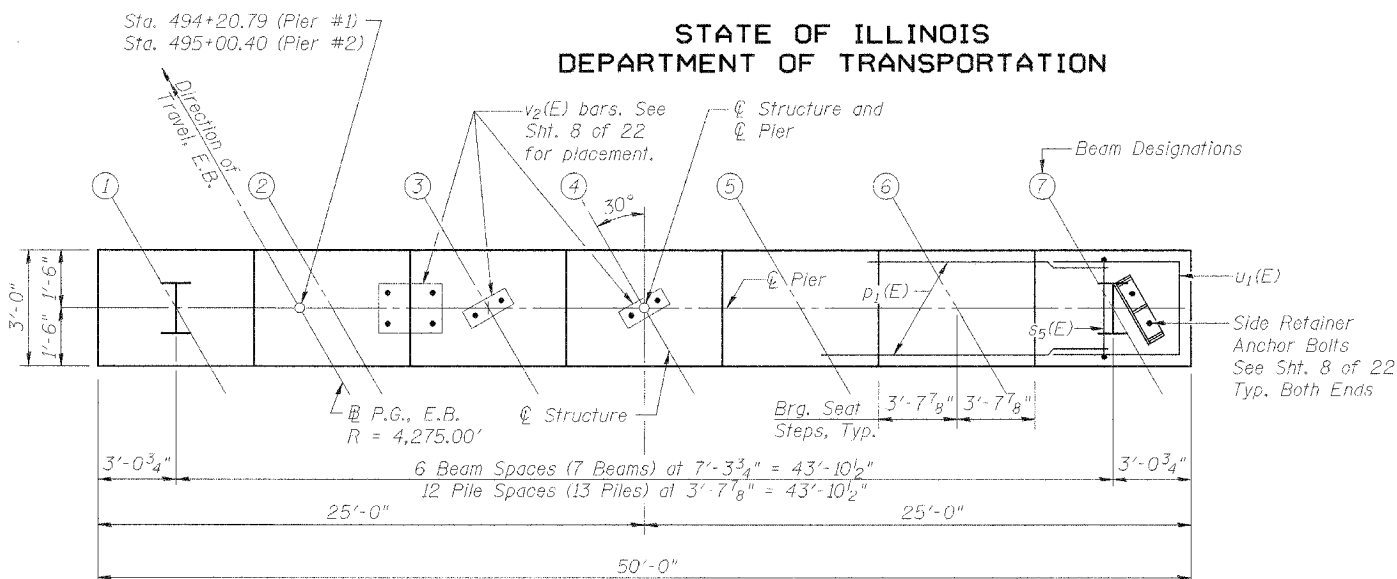 STATE OF ILLINOIS
DEPARTMENT OF TRANSPORTATION
Sta. 494+20.79 (Pier #1)
Sta. 495+00.40 (Pier #2)
Direction of
Travel, E.B.
v2(E) bars. See
Sht. 8 of 22
for placement.
℄ Structure and
℄ Pier
Beam Designations
1
2
3
4
5
6
7
30°
3'-0"
1'-6"
1'-6"
℄ Pier
p1(E)
s5(E)
u1(E)
Side Retainer
Anchor Bolts
See Sht. 8 of 22
Typ. Both Ends
P.G., E.B.
R = 4,275.00'
℄ Structure
Brg. Seat
Steps, Typ.
3'-7⅞"
3'-7⅞"
3'-0¾"
6 Beam Spaces (7 Beams) at 7'-3¾" = 43'-10½"
12 Pile Spaces (13 Piles) at 3'-7⅞" = 43'-10½"
3'-0¾"
25'-0"
25'-0"
50'-0"